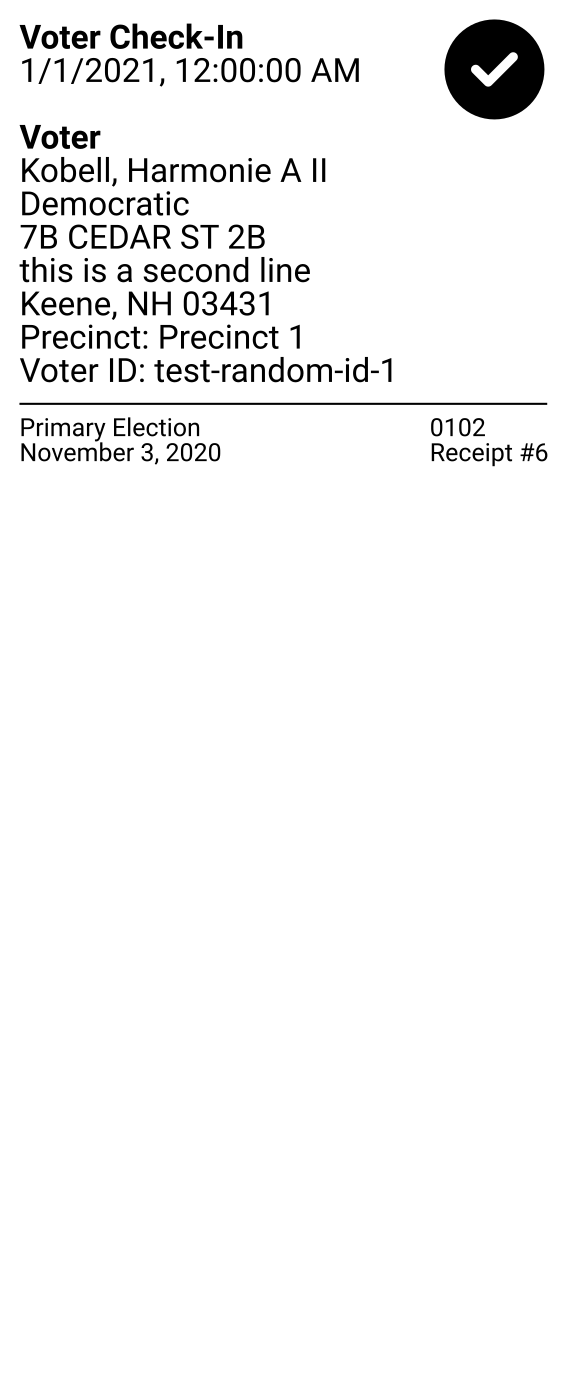 Voter Check-In
1/1/2021, 12:00:00 AM
Voter
Kobell, Harmonie A II
Democratic
7B CEDAR ST 2B
this is a second line
Keene, NH 03431
Precinct: Precinct 1
Voter ID: test-random-id-1
Primary Election
November 3, 2020
0102
Receipt #6